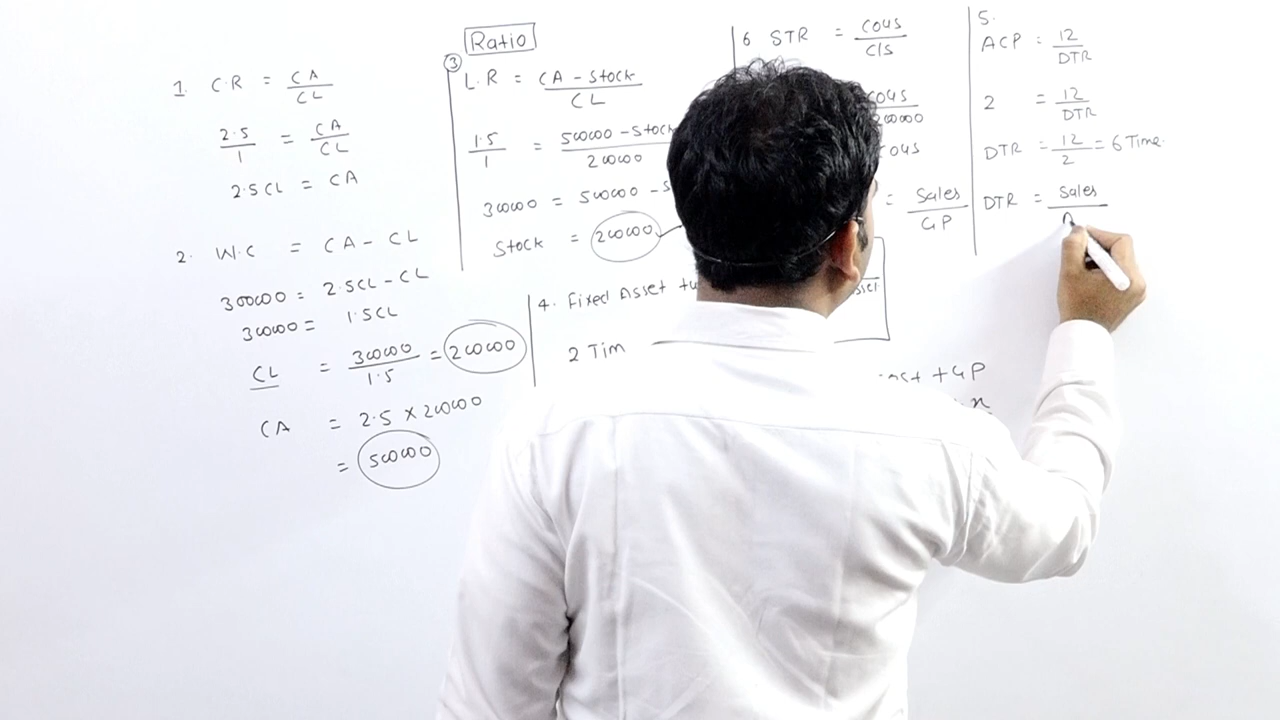 Ratio
1. C.R = CA / CL
2.5 / 1 = CA / CL
2.5CL = CA
2. W.C = CA - CL
300000 = 2.5CL - CL
300000 = 1.5CL
CL = 300000 / 1.5 = 200000
CA = 2.5 × 200000
= 500000
3 L.R = CA - Stock / CL
1.5 / 1 = 500000 - Stock / 200000
300000 = 500000 - S
Stock = 200000
4. Fixed Asset tu
2 Tim
6 STR = COGS / C/S
COGS / 200000
COGS
= Sales / GP
+ GP
5.
ACP = 12 / DTR
2 = 12 / DTR
DTR = 12 / 2 = 6 Time.
DTR = Sales /